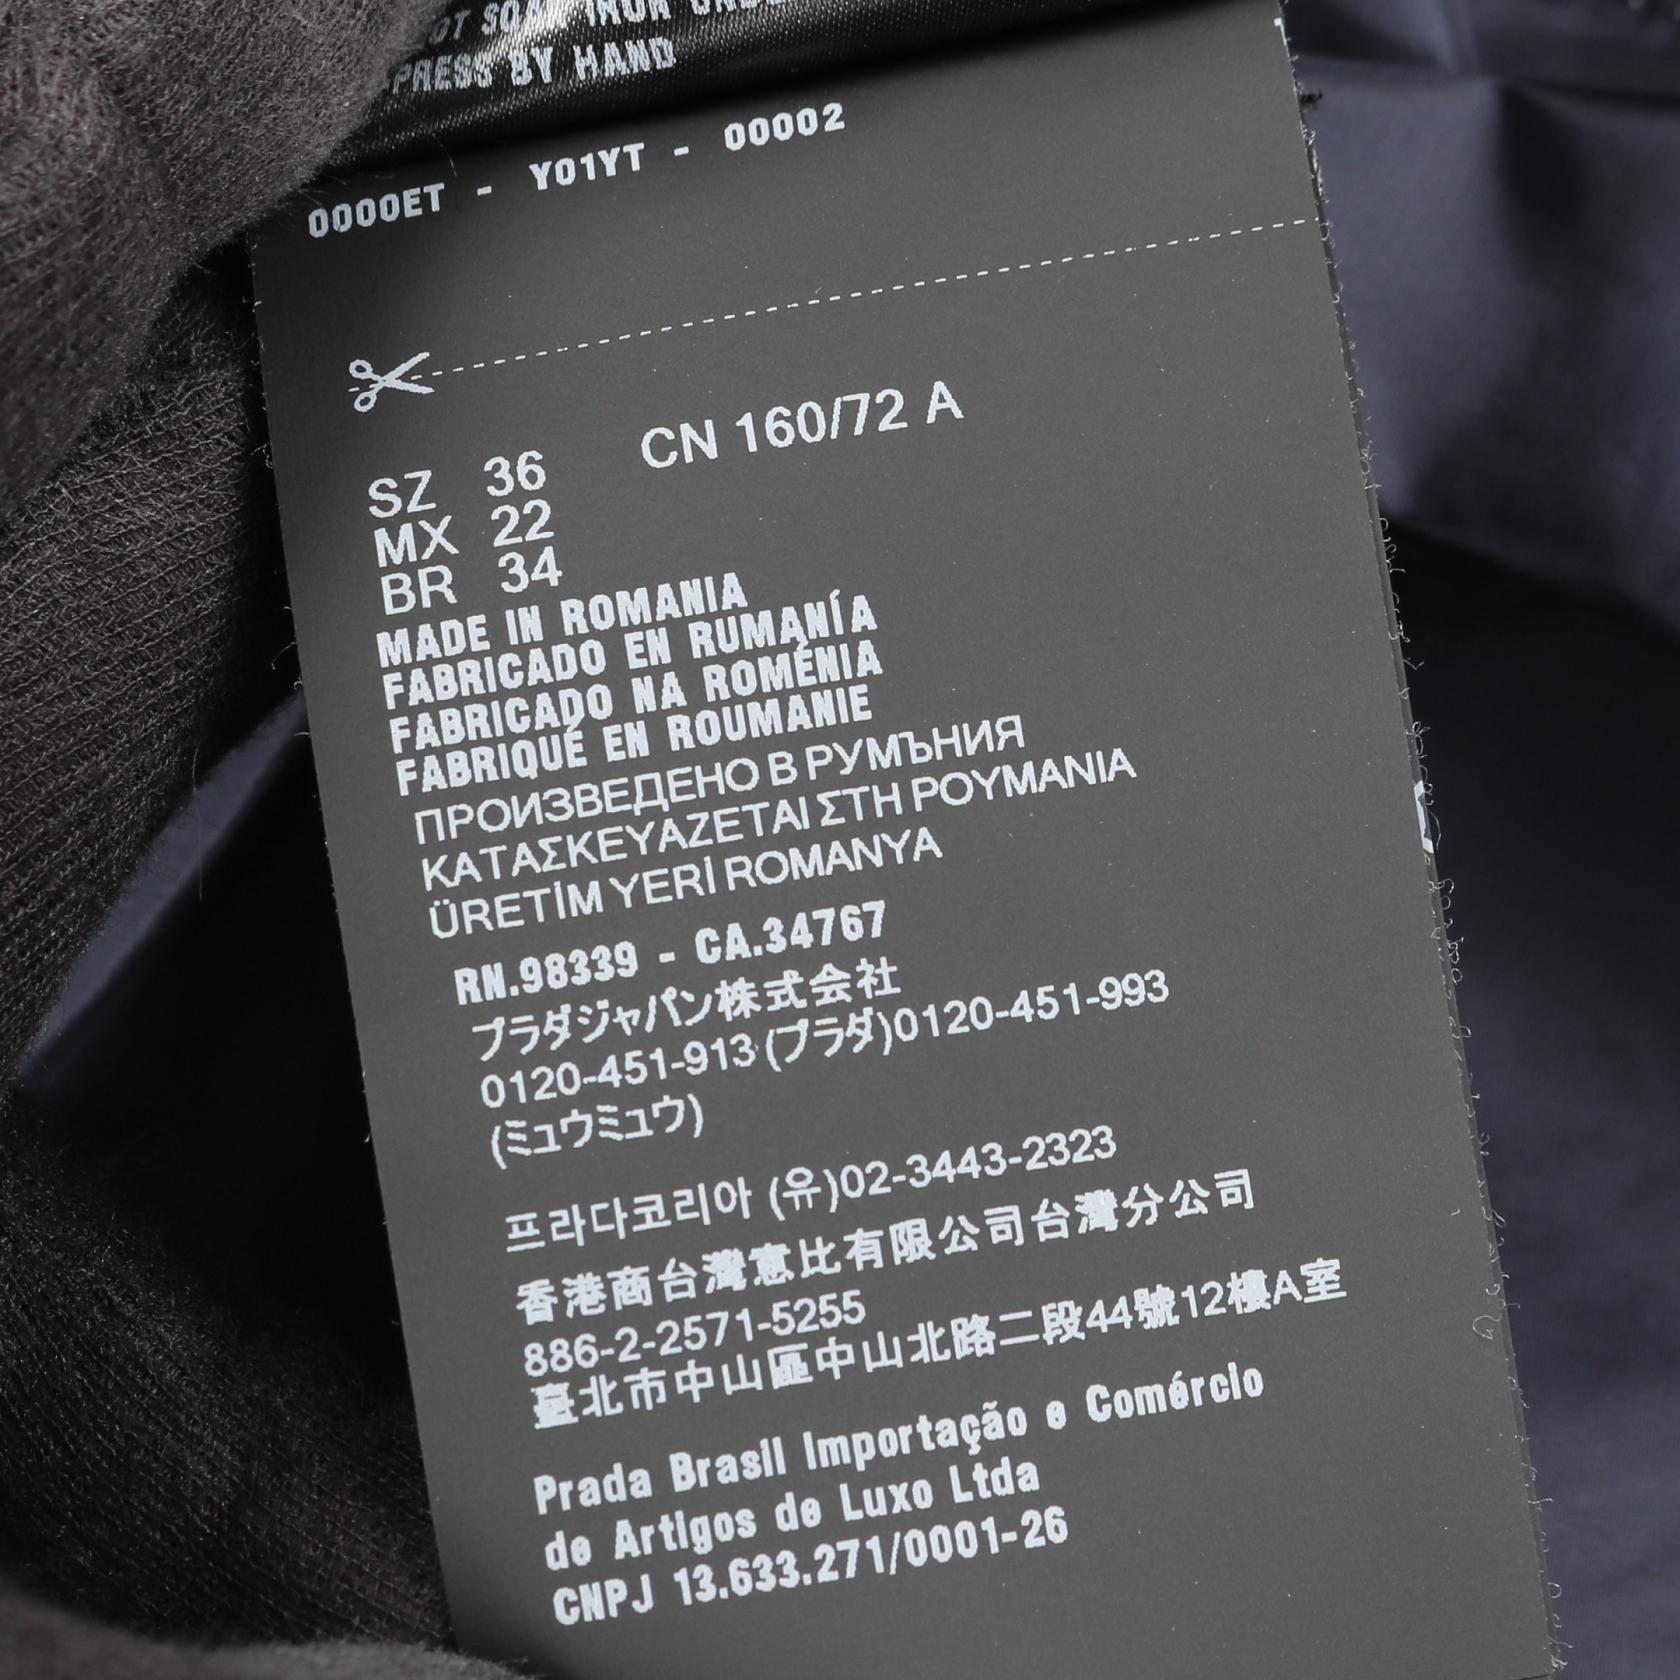 PRESS BY HAND
0000ET - Y01YT - 00002
CN 160/72 A
SZ 36
MX 22
BR 34
MADE IN ROMANIA
FABRICADO EN RUMANÍA
FABRICADO NA ROMÉNIA
FABRIQUÉ EN ROUMANIE
ПРОИЗВЕДЕНО В РУМЪНИЯ
ΚΑΤΑΣΚΕΥΑΖΕΤΑΙ ΣΤΗ ΡΟΥΜΑΝΙΑ
ÜRETİM YERİ ROMANYA
RN.98339 - CA.34767
プラダジャパン株式会社
0120-451-913(プラダ)0120-451-993
(ミュウミュウ)
프라다코리아 (유)02-3443-2323
香港商台灣惠比有限公司台灣分公司
886-2-2571-5255
臺北市中山區中山北路二段44號12樓A室
Prada Brasil Importação e Comércio
de Artigos de Luxo Ltda
CNPJ 13.633.271/0001-26